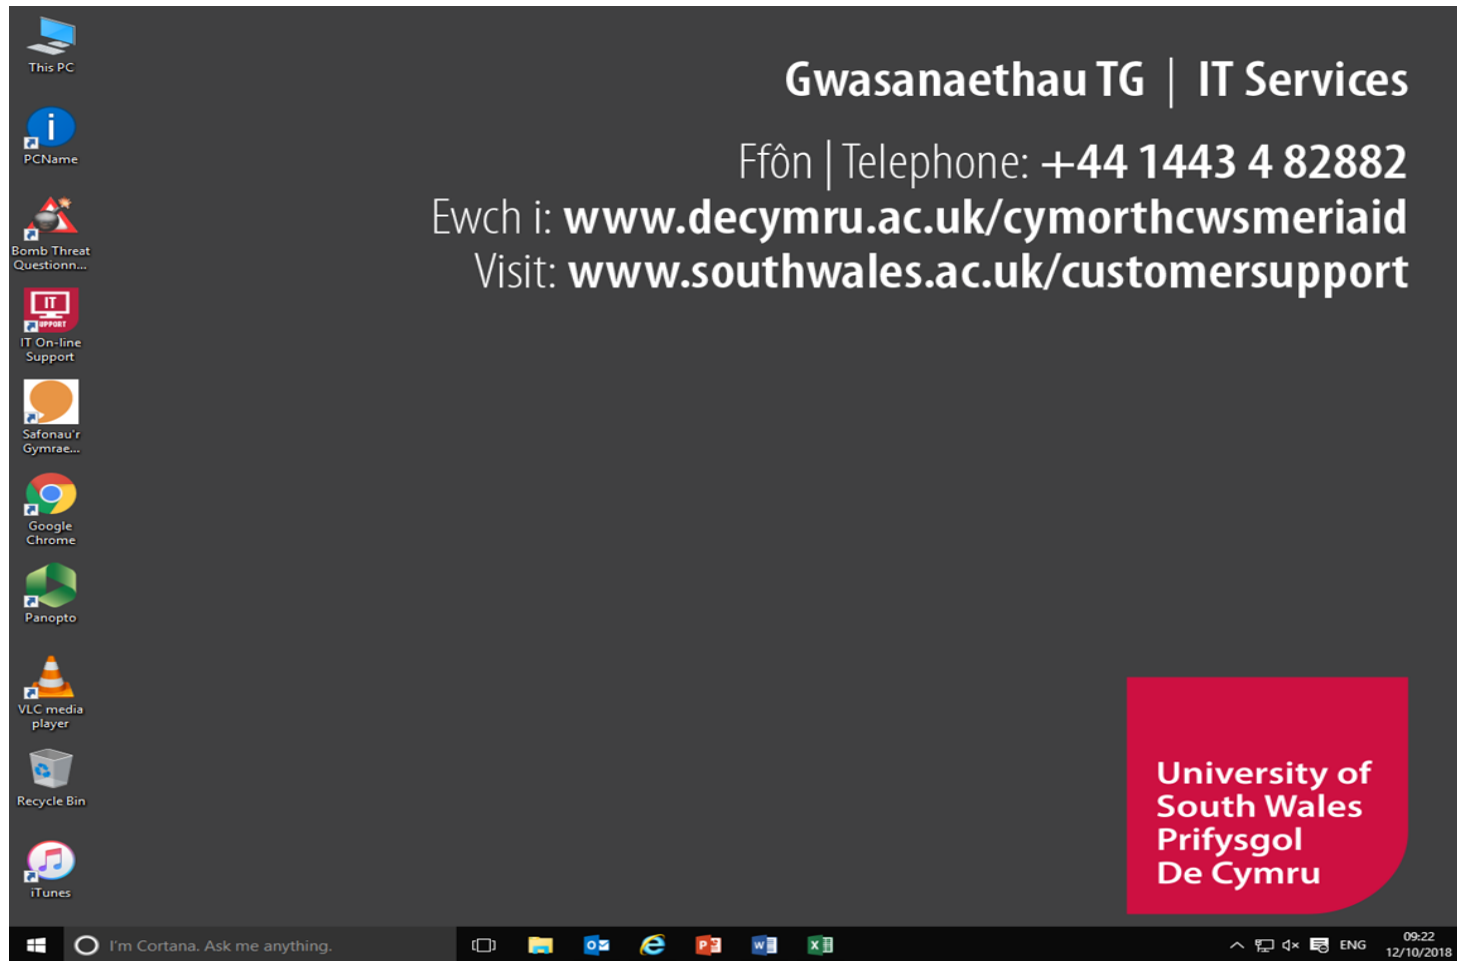 This PC
PCName
Bomb Threat
Questionn...
IT
UPPORT
IT On-line
Support
Safonau'r
Gymrae...
Google
Chrome
Panopto
VLC media
player
Recycle Bin
iTunes
Gwasanaethau TG | IT Services
Ffôn | Telephone: +44 1443 4 82882
Ewch i: www.decymru.ac.uk/cymorthcwsmeriaid
Visit: www.southwales.ac.uk/customersupport
University of
South Wales
Prifysgol
De Cymru
I'm Cortana. Ask me anything.
ENG
09:22
12/10/2018